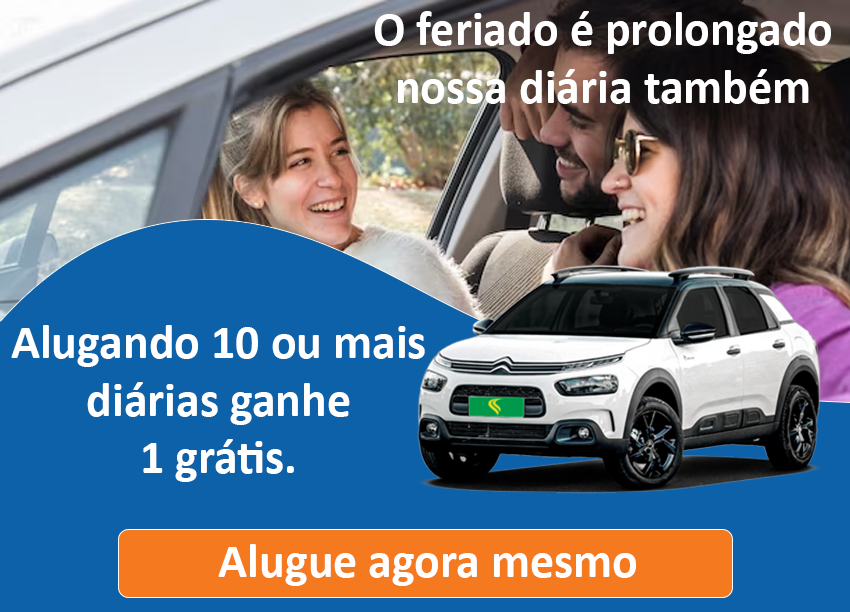 O feriado é prolongado
nossa diária também
Alugando 10 ou mais
diárias ganhe
1 grátis.
Alugue agora mesmo